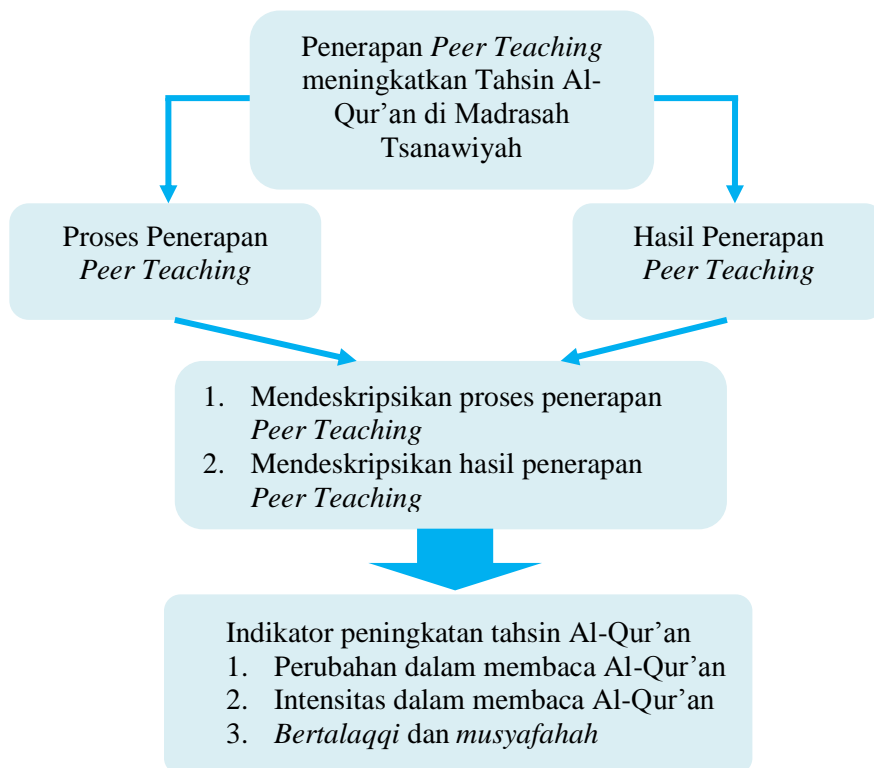 Penerapan Peer Teaching
meningkatkan Tahsin Al-
Qur’an di Madrasah
Tsanawiyah
Proses Penerapan
Peer Teaching
Hasil Penerapan
Peer Teaching
1. Mendeskripsikan proses penerapan
Peer Teaching
2. Mendeskripsikan hasil penerapan
Peer Teaching
Indikator peningkatan tahsin Al-Qur’an
1. Perubahan dalam membaca Al-Qur’an
2. Intensitas dalam membaca Al-Qur’an
3. Bertalaqqi dan musyafahah